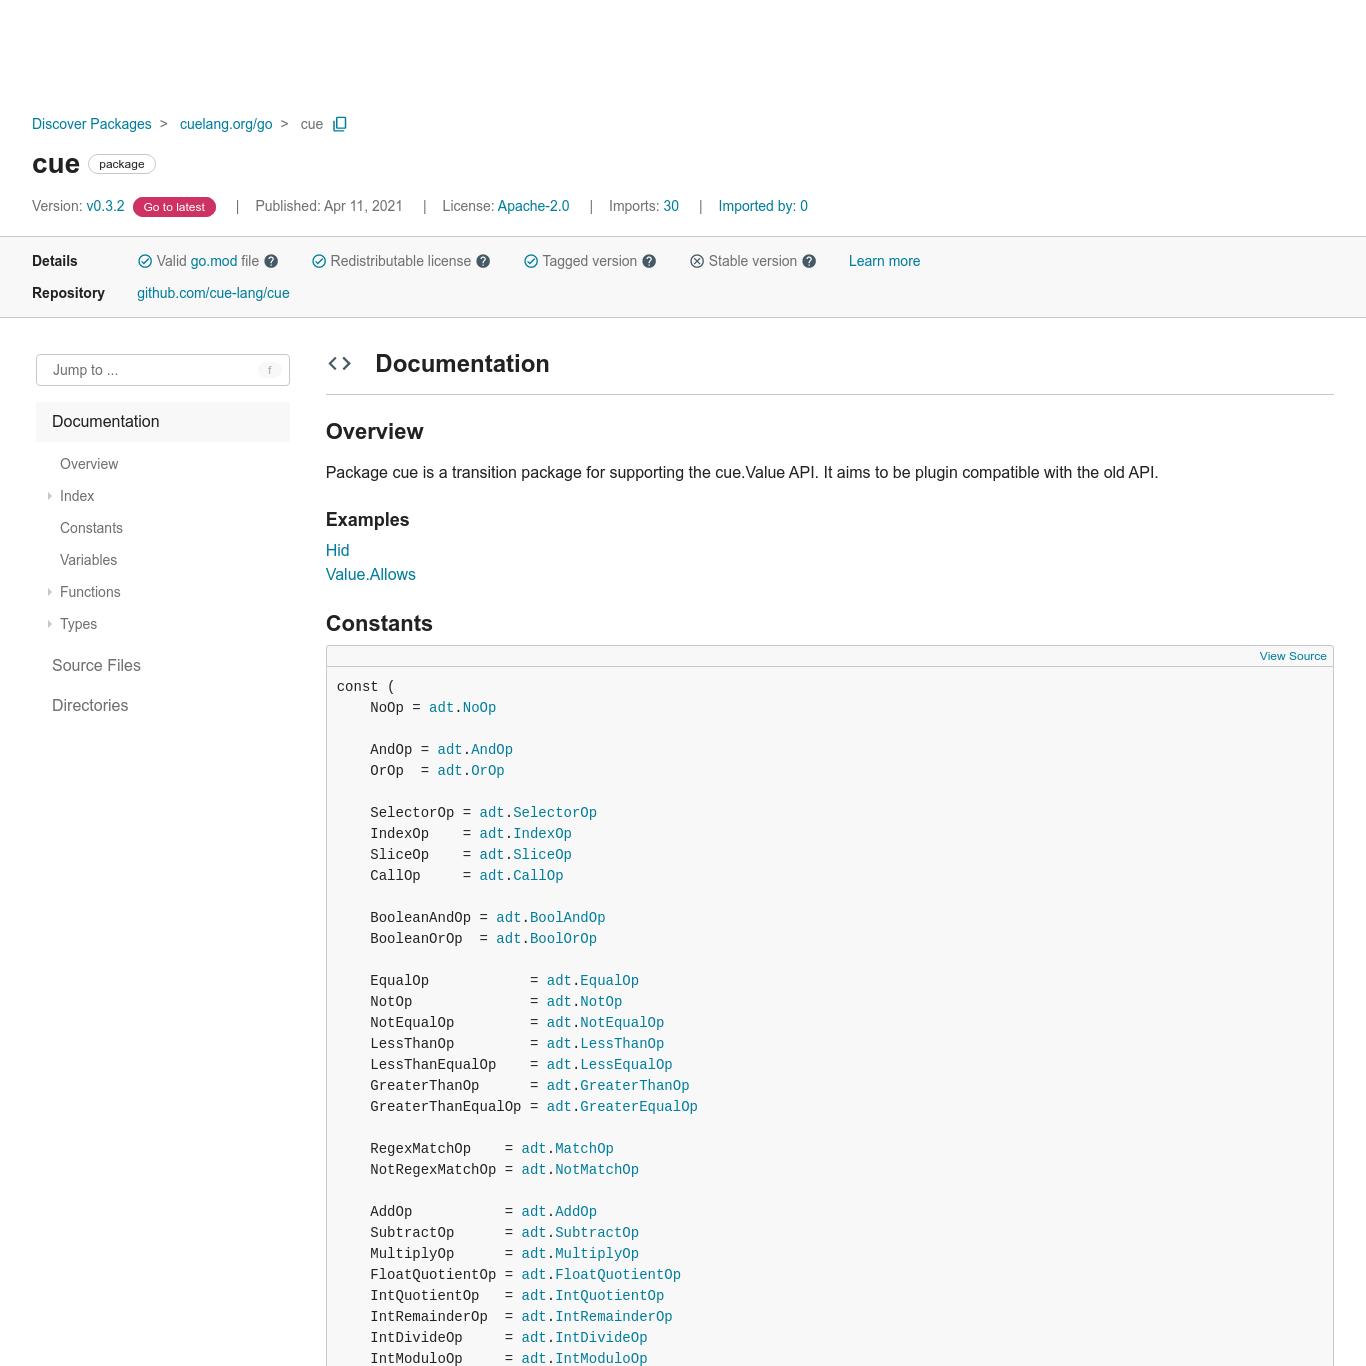 Discover Packages > cuelang.org/go > cue
cue package
Version: v0.3.2 Go to latest | Published: Apr 11, 2021 | License: Apache-2.0 | Imports: 30 | Imported by: 0
Details Valid go.mod file ? Redistributable license ? Tagged version ? Stable version ? Learn more
Repository github.com/cue-lang/cue
Jump to ... f
Documentation
Overview
Index
Constants
Variables
Functions
Types
Source Files
Directories
<> Documentation
Overview
Package cue is a transition package for supporting the cue.Value API. It aims to be plugin compatible with the old API.
Examples
Hid
Value.Allows
Constants
View Source
const (
    NoOp = adt.NoOp

    AndOp = adt.AndOp
    OrOp  = adt.OrOp

    SelectorOp = adt.SelectorOp
    IndexOp    = adt.IndexOp
    SliceOp    = adt.SliceOp
    CallOp     = adt.CallOp

    BooleanAndOp = adt.BoolAndOp
    BooleanOrOp  = adt.BoolOrOp

    EqualOp            = adt.EqualOp
    NotOp              = adt.NotOp
    NotEqualOp         = adt.NotEqualOp
    LessThanOp         = adt.LessThanOp
    LessThanEqualOp    = adt.LessEqualOp
    GreaterThanOp      = adt.GreaterThanOp
    GreaterThanEqualOp = adt.GreaterEqualOp

    RegexMatchOp    = adt.MatchOp
    NotRegexMatchOp = adt.NotMatchOp

    AddOp           = adt.AddOp
    SubtractOp      = adt.SubtractOp
    MultiplyOp      = adt.MultiplyOp
    FloatQuotientOp = adt.FloatQuotientOp
    IntQuotientOp   = adt.IntQuotientOp
    IntRemainderOp  = adt.IntRemainderOp
    IntDivideOp     = adt.IntDivideOp
    IntModuloOp     = adt.IntModuloOp